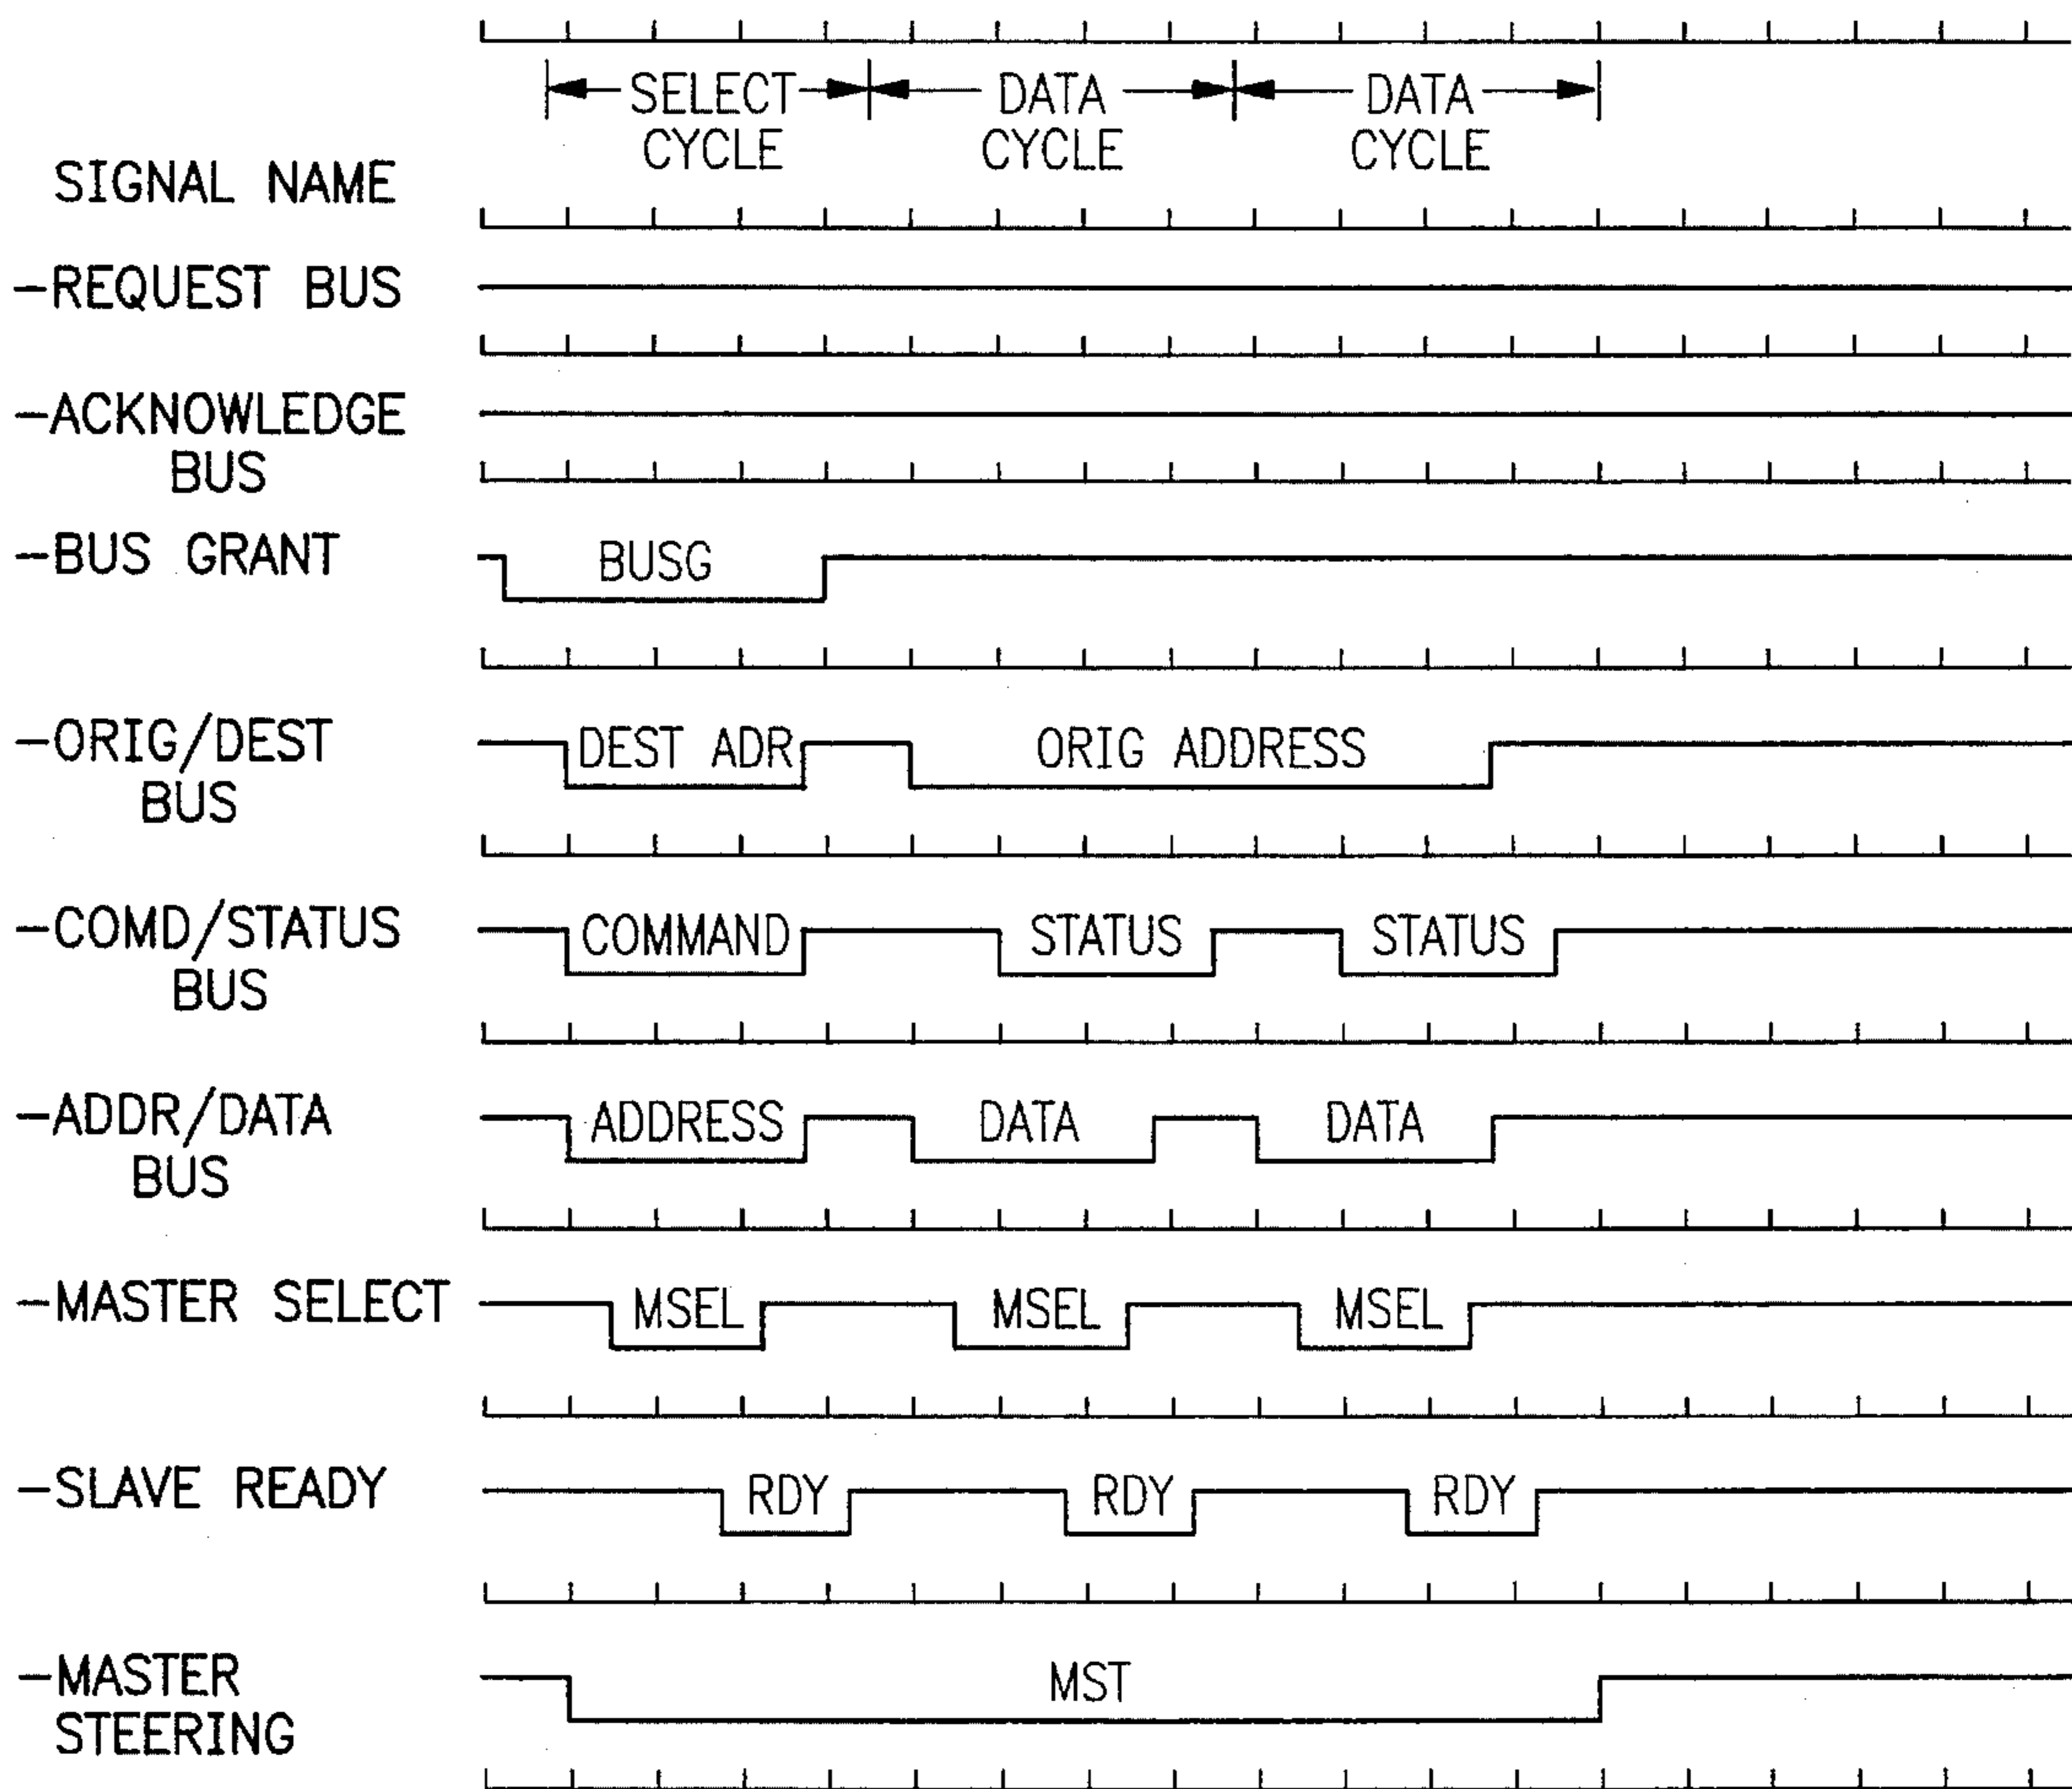 SELECT CYCLE
DATA CYCLE
DATA CYCLE
SIGNAL NAME
–REQUEST BUS
–ACKNOWLEDGE
BUS
–BUS GRANT
BUSG
–ORIG/DEST
BUS
DEST ADR
ORIG ADDRESS
–COMD/STATUS
BUS
COMMAND
STATUS
STATUS
–ADDR/DATA
BUS
ADDRESS
DATA
DATA
–MASTER SELECT
MSEL
MSEL
MSEL
–SLAVE READY
RDY
RDY
RDY
–MASTER
STEERING
MST